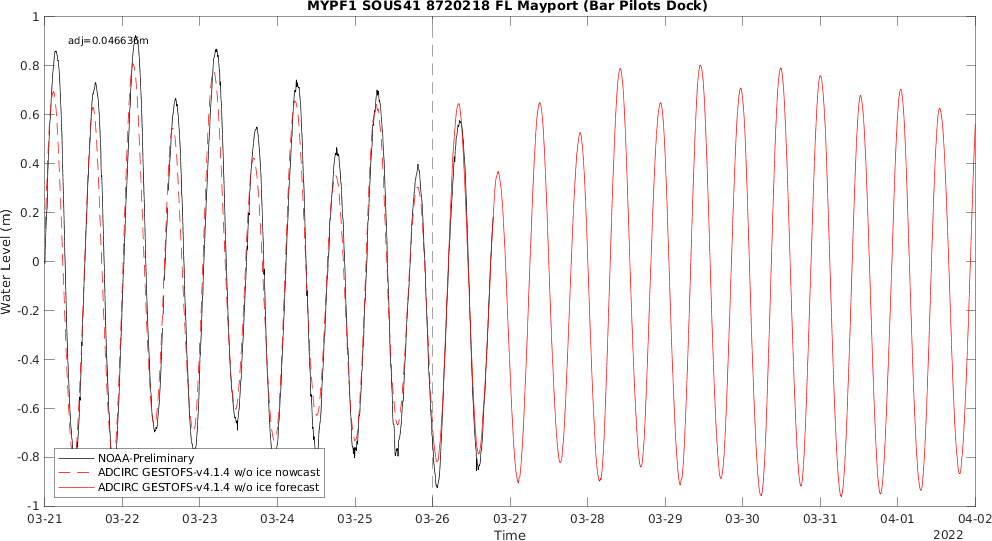 MYPF1 SOUS41 8720218 FL Mayport (Bar Pilots Dock)
adj=0.046636m
1
0.8
0.6
0.4
0.2
0
-0.2
-0.4
-0.6
-0.8
-1
Water Level (m)
NOAA-Preliminary
ADCIRC GESTOFS-v4.1.4 w/o ice nowcast
ADCIRC GESTOFS-v4.1.4 w/o ice forecast
03-21 03-22 03-23 03-24 03-25 03-26 03-27 03-28 03-29 03-30 03-31 04-01 04-02
Time
2022